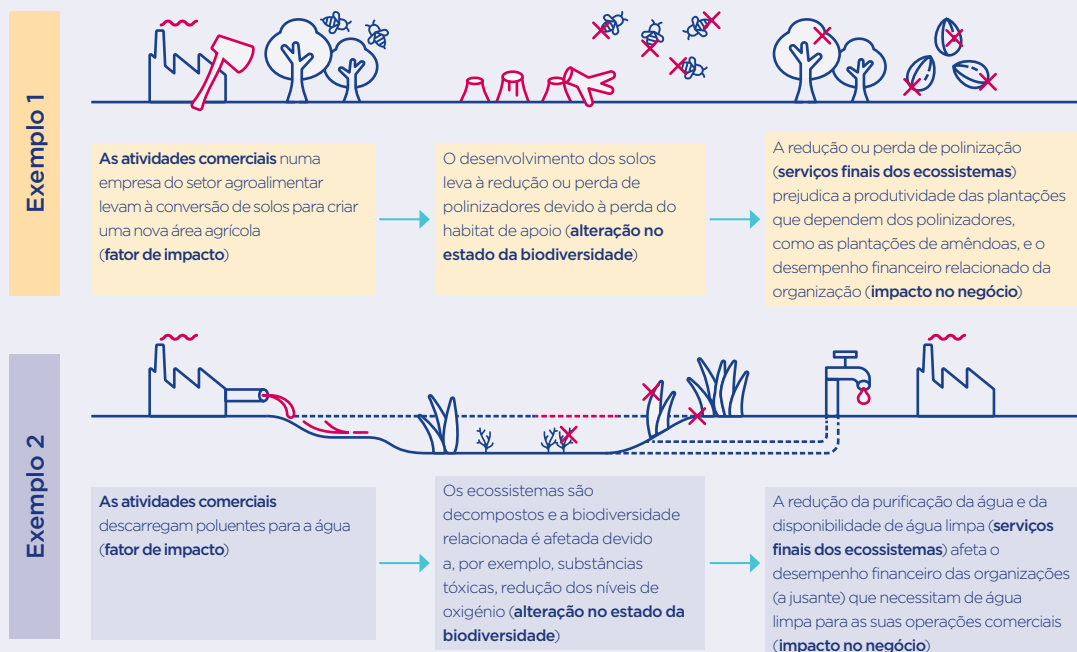 Exemplo 1
As atividades comerciais numa
empresa do setor agroalimentar
levam à conversão de solos para criar
uma nova área agrícola
(fator de impacto)
O desenvolvimento dos solos
leva à redução ou perda de
polinizadores devido à perda do
habitat de apoio (alteração no
estado da biodiversidade)
A redução ou perda de polinização
(serviços finais dos ecossistemas)
prejudica a produtividade das plantações
que dependem dos polinizadores,
como as plantações de amêndoas, e o
desempenho financeiro relacionado da
organização (impacto no negócio)
Exemplo 2
As atividades comerciais
descarregam poluentes para a água
(fator de impacto)
Os ecossistemas são
decompostos e a biodiversidade
relacionada é afetada devido
a, por exemplo, substâncias
tóxicas, redução dos níveis de
oxigénio (alteração no estado da
biodiversidade)
A redução da purificação da água e da
disponibilidade de água limpa (serviços
finais dos ecossistemas) afeta o
desempenho financeiro das organizações
(a jusante) que necessitam de água
limpa para as suas operações comerciais
(impacto no negócio)